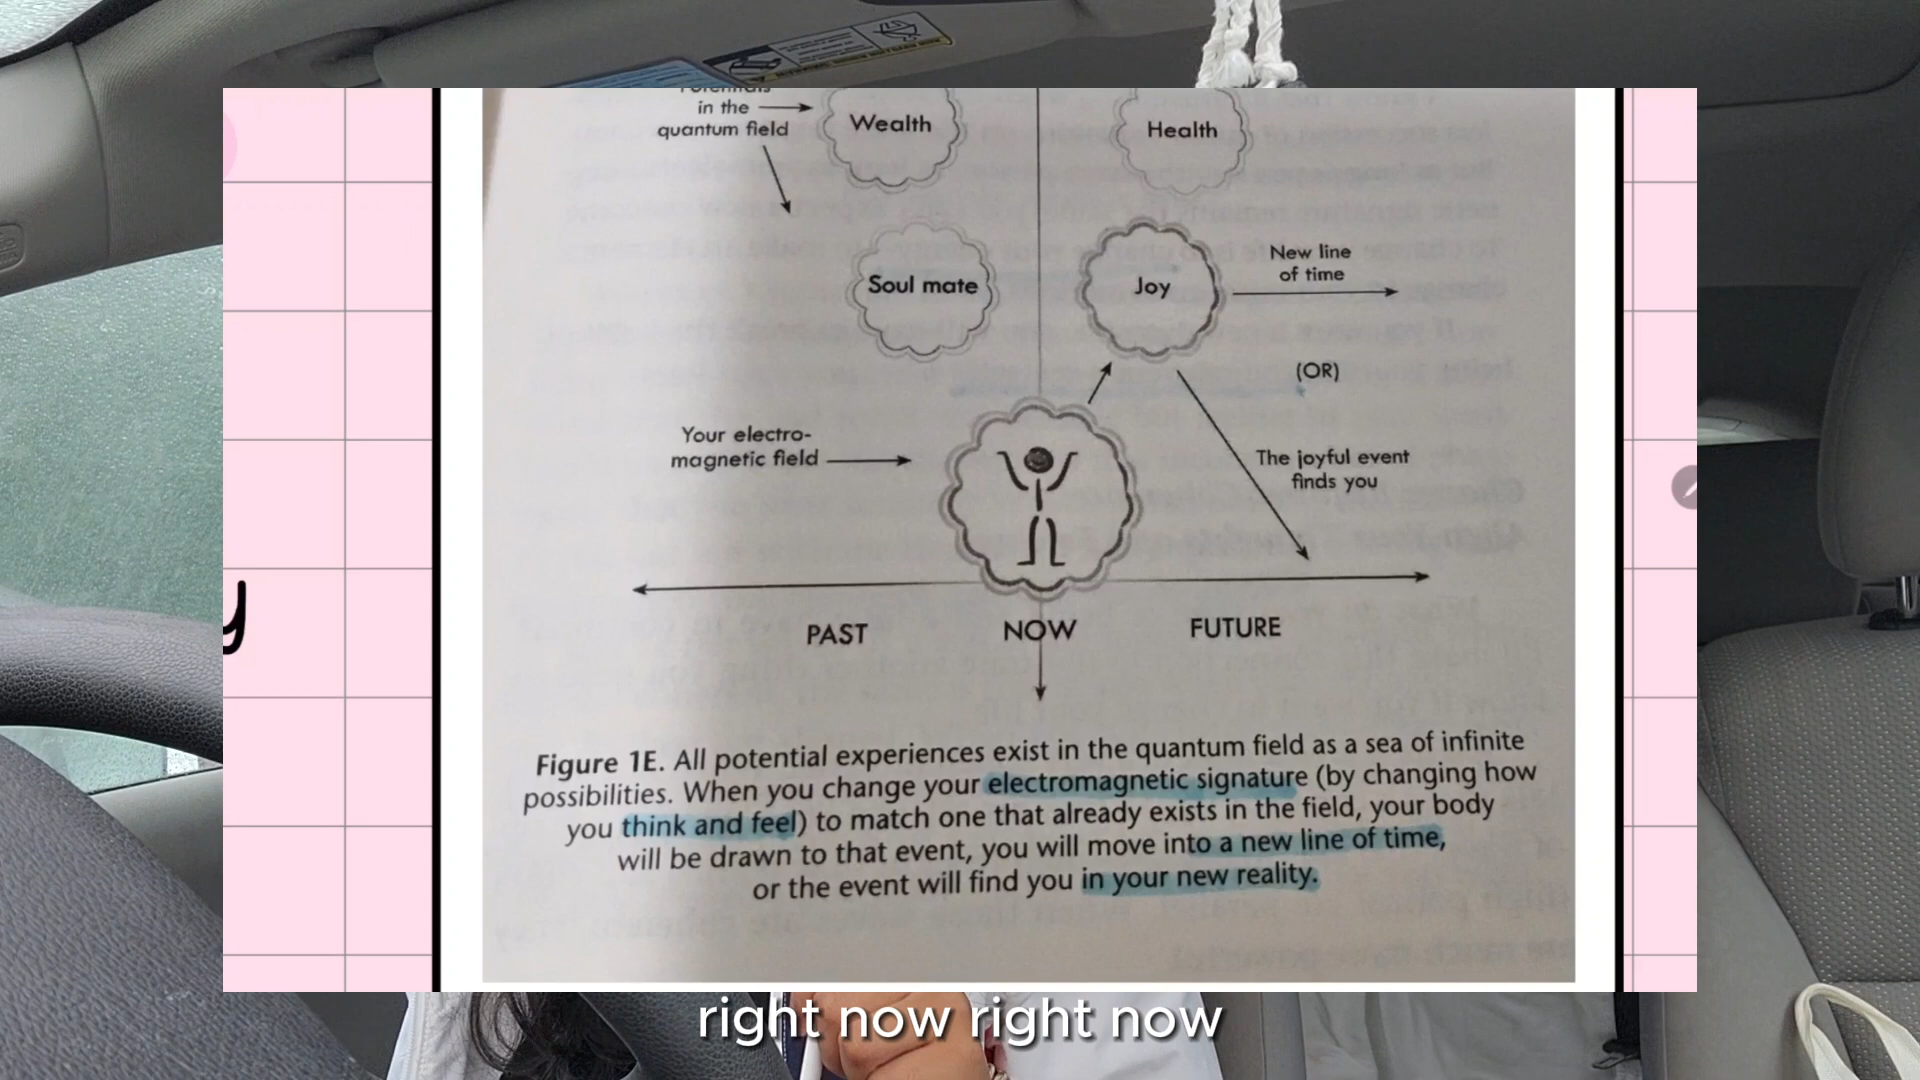 in the
quantum field
Wealth
Health
Soul mate
Joy
New line
of time
(OR)
Your electro-
magnetic field
The joyful event
finds you
PAST
NOW
FUTURE
Figure 1E. All potential experiences exist in the quantum field as a sea of infinite
possibilities. When you change your electromagnetic signature (by changing how
you think and feel) to match one that already exists in the field, your body
will be drawn to that event, you will move into a new line of time,
or the event will find you in your new reality.
y
right now right now